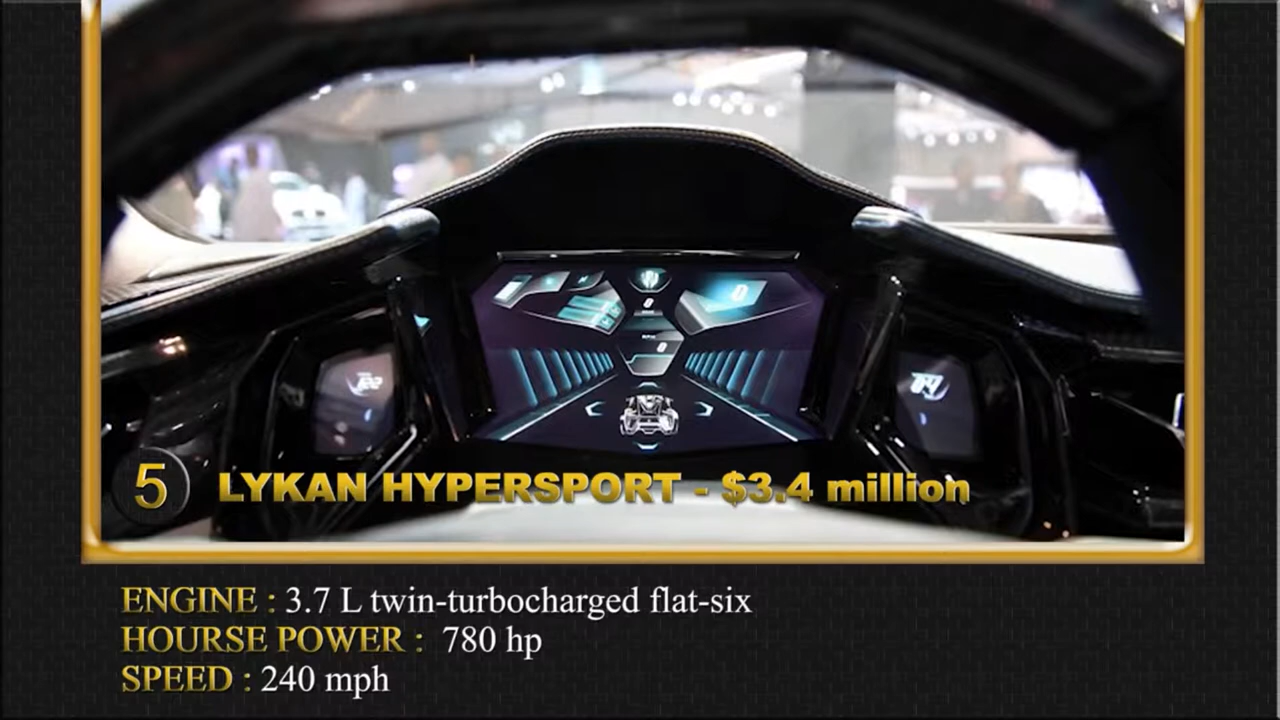 5 LYKAN HYPERSPORT - $3.4 million
ENGINE : 3.7 L twin-turbocharged flat-six
HOURSE POWER : 780 hp
SPEED : 240 mph